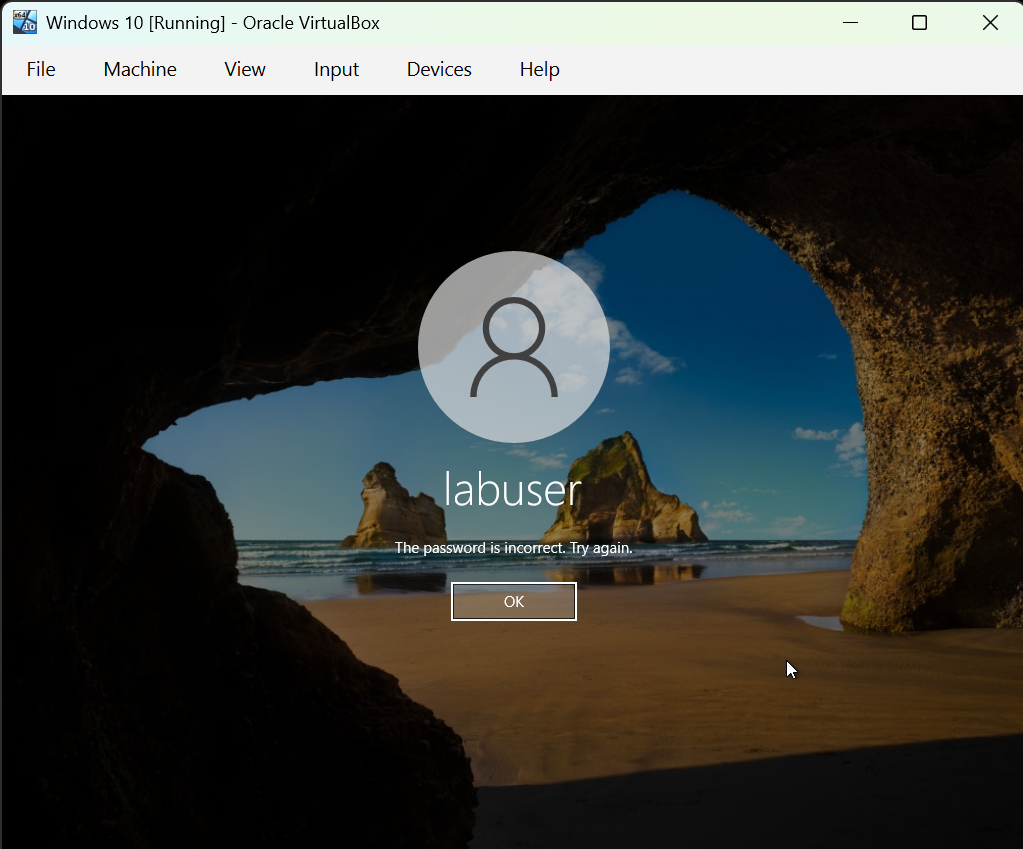 Windows 10 [Running] - Oracle VirtualBox
File Machine View Input Devices Help
labuser
The password is incorrect. Try again.
OK